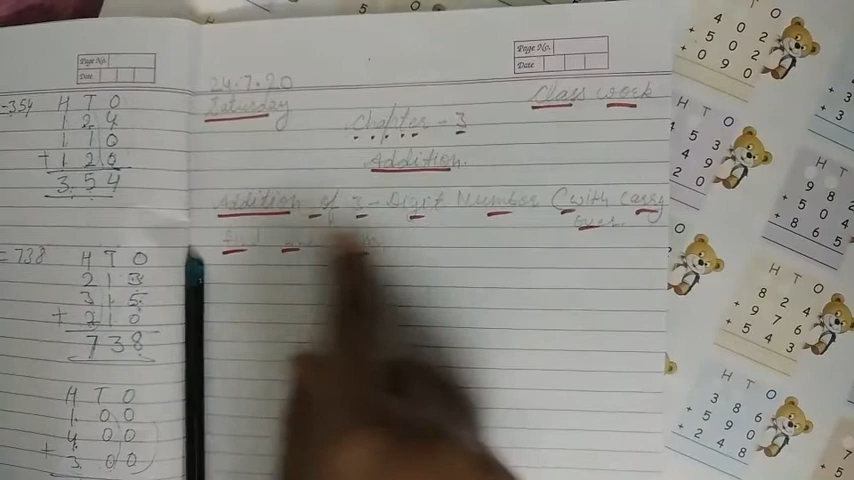 Page No.
Date
-354 H T O
1 2 4
1 1 0
+ 1 2 0
3 5 4
= 738 H T O
2 1 3
3 1 5
+ 2 1 0
7 3 8
H T O
1 0 0
4 0 0
+ 3 0 0
Page No.
Date
24.7.20
Saturday
Class work
Chapter - 3
Addition.
Addition of 3-Digit Number (with carry
over
find
H T O
4 0 2
+ 5 0 2
+ 0 9 0
H T O
4 5 3
4 9
2 0
H T O
9 8 2
+ 5 0 4
+ 8 6 5
H T O
8 2 4
+ 9 7 6
+ 5 4 3
H T O
3 8 6
+ 5 9 0
+ 2 4 8
+ 3
+ 3